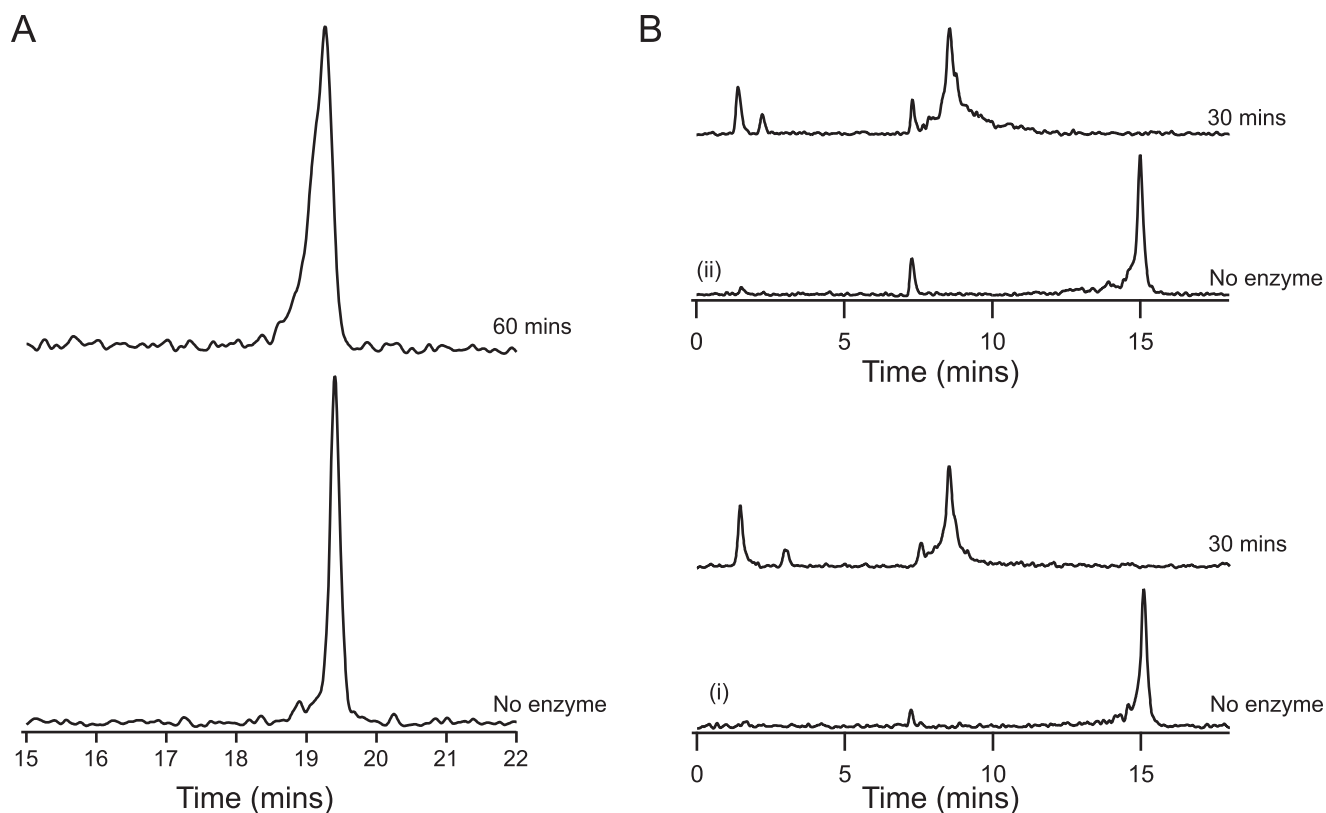 A
60 mins
No enzyme
15 16 17 18 19 20 21 22
Time (mins)
B
30 mins
(ii)
No enzyme
0 5 10 15
Time (mins)
30 mins
(i)
No enzyme
0 5 10 15
Time (mins)